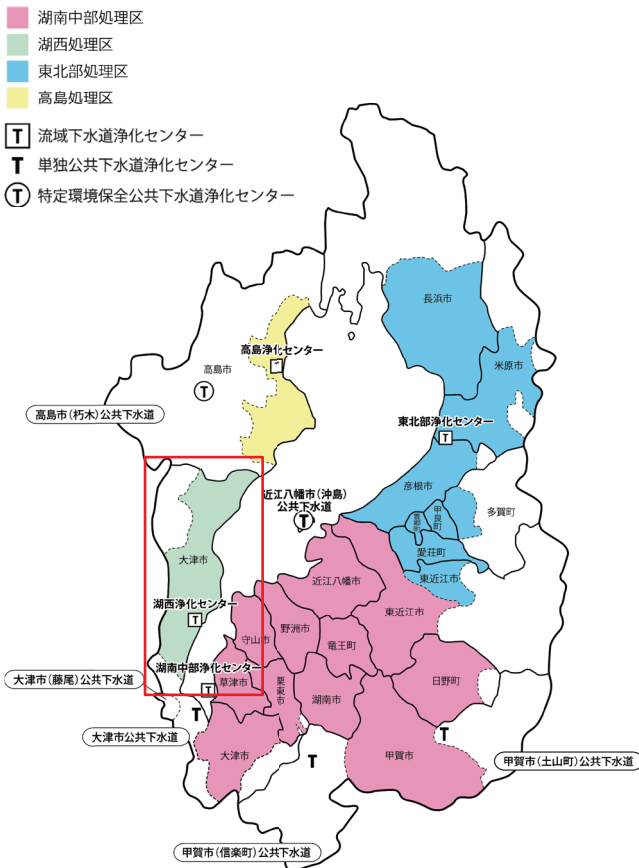 湖南中部処理区
湖西処理区
東北部処理区
高島処理区
T 流域下水道浄化センター
T 単独公共下水道浄化センター
T 特定環境保全公共下水道浄化センター
長浜市
高島浄化センター
米原市
高島市
T
高島市(朽木)公共下水道
東北部浄化センター
T
彦根市
近江八幡市(沖島)
公共下水道
T
多賀町
甲良町
豊郷町
愛荘町
大津市
東近江市
近江八幡市
湖西浄化センター
T
東近江市
守山市
野洲市
竜王町
湖南中部浄化センター
T
草津市
栗東市
湖南市
日野町
大津市(藤尾)公共下水道
T
大津市公共下水道
大津市
T
甲賀市
T
甲賀市(土山町)公共下水道
甲賀市(信楽町)公共下水道